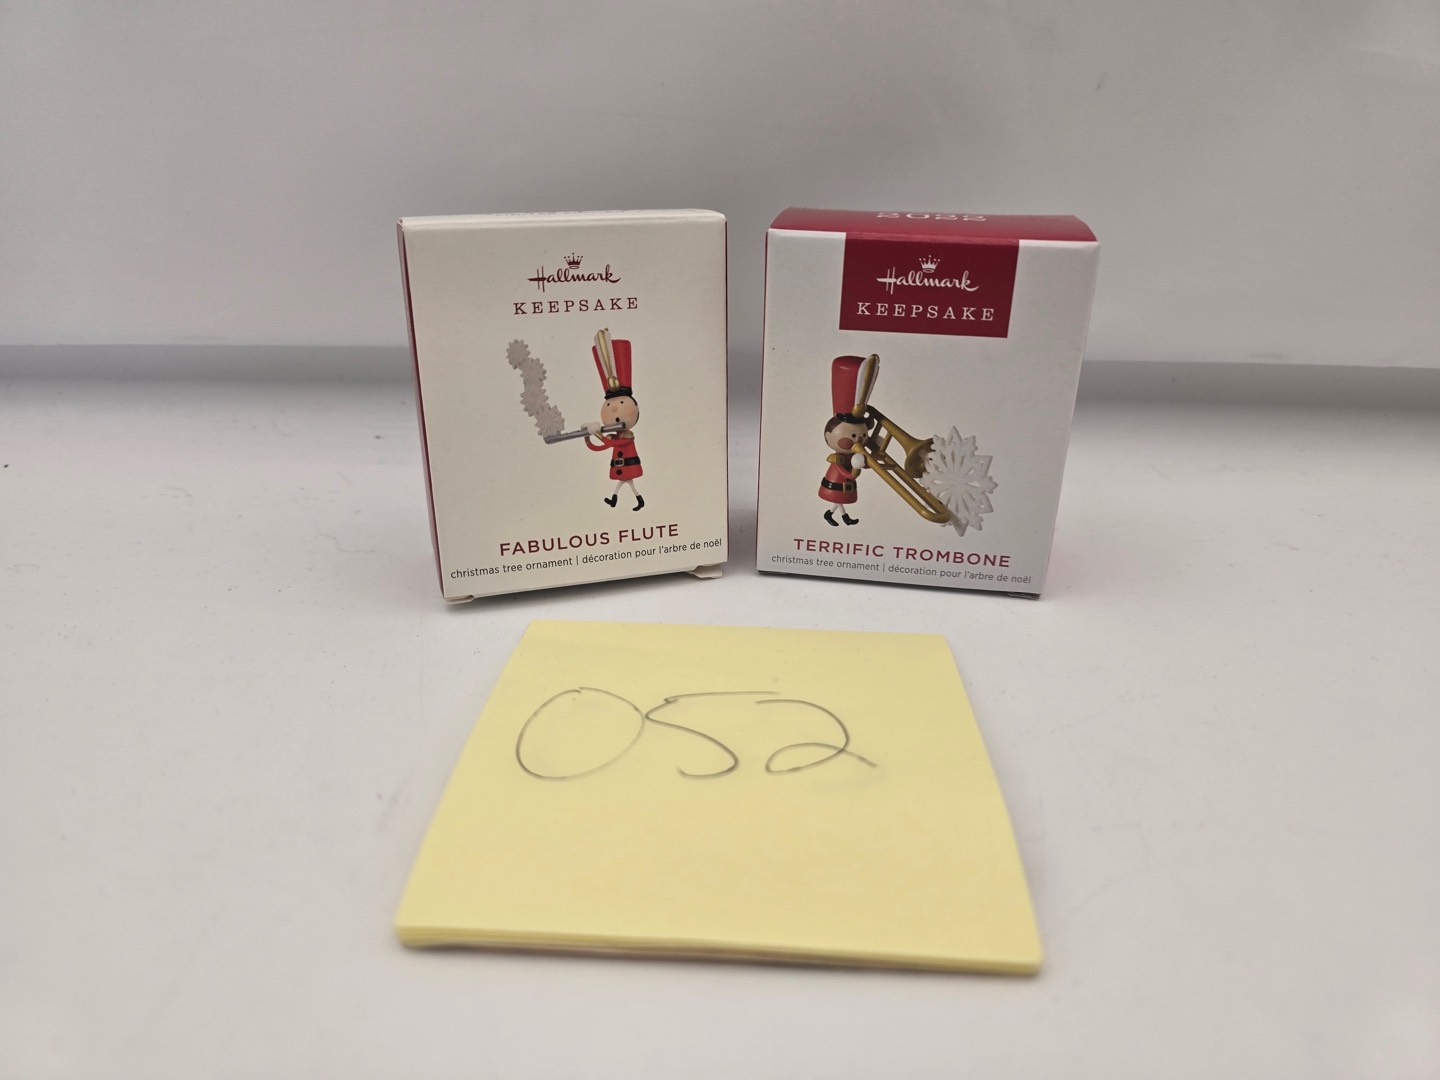 Hallmark
KEEPSAKE
FABULOUS FLUTE
christmas tree ornament | décoration pour l'arbre de noël
2022
Hallmark
KEEPSAKE
TERRIFIC TROMBONE
christmas tree ornament | décoration pour l'arbre de noël
052